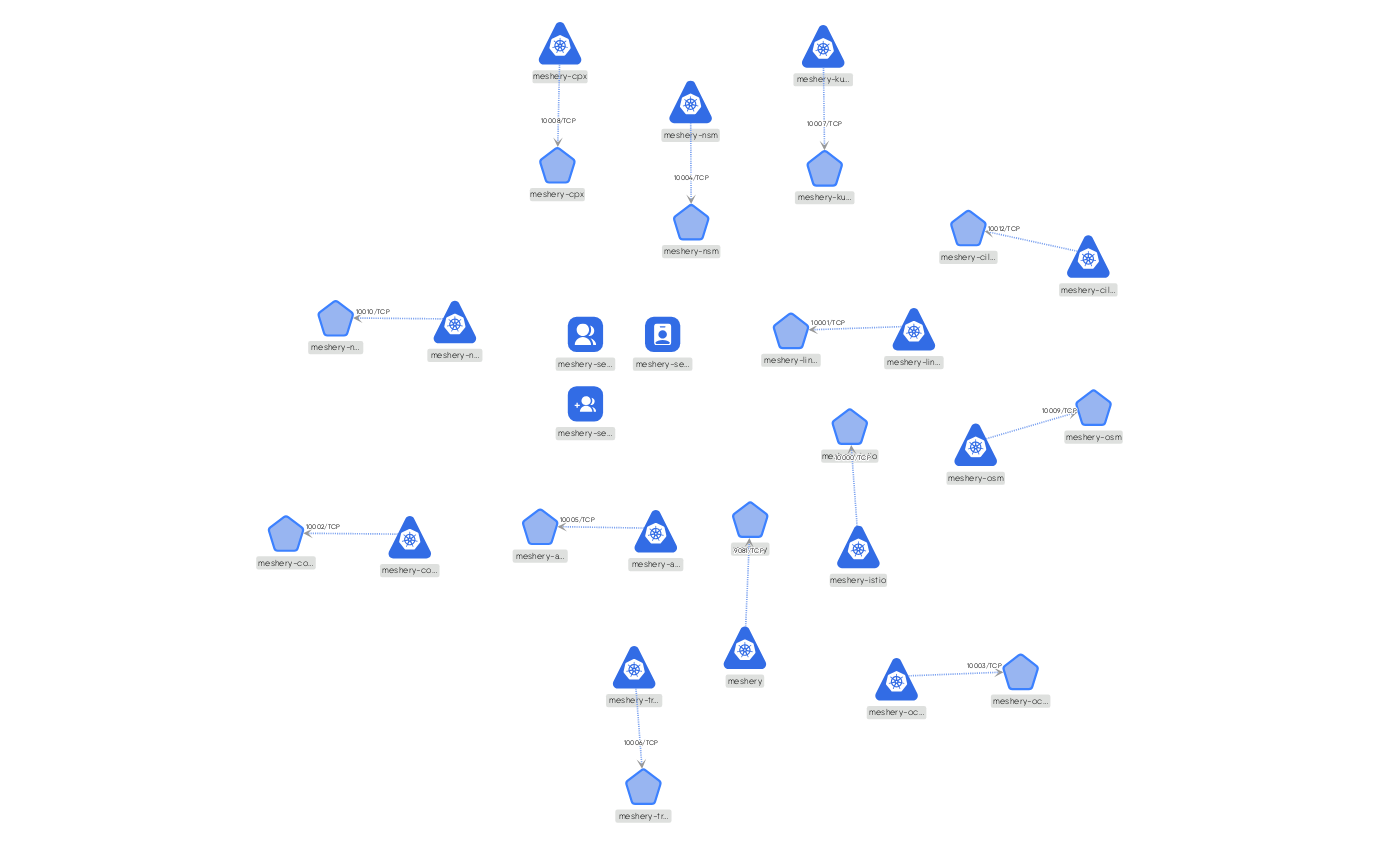 meshery-cpx
meshery-ku...
10008/TCP
10007/TCP
meshery-nsm
10004/TCP
meshery-cpx
meshery-ku...
meshery-nsm
10012/TCP
meshery-cil...
meshery-cil...
10010/TCP
meshery-n...
meshery-n...
meshery-se...
meshery-se...
10001/TCP
meshery-lin...
meshery-lin...
meshery-se...
10009/TCP
meshery-osm
meshery-osm
10000/TCP
10002/TCP
meshery-co...
meshery-co...
10005/TCP
meshery-a...
meshery-a...
9081/TCP
meshery-istio
meshery
meshery-tr...
10006/TCP
meshery-tr...
10003/TCP
meshery-oc...
meshery-oc...